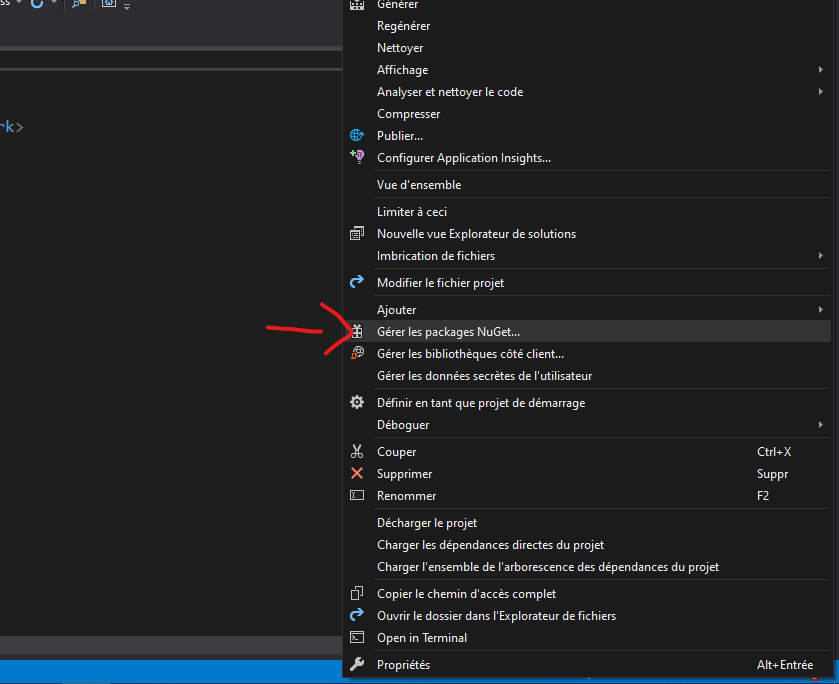 ss
rk>
Générer
Regénérer
Nettoyer
Affichage
Analyser et nettoyer le code
Compresser
Publier...
Configurer Application Insights...
Vue d'ensemble
Limiter à ceci
Nouvelle vue Explorateur de solutions
Imbrication de fichiers
Modifier le fichier projet
Ajouter
Gérer les packages NuGet...
Gérer les bibliothèques côté client...
Gérer les données secrètes de l'utilisateur
Définir en tant que projet de démarrage
Déboguer
Couper Ctrl+X
Supprimer Suppr
Renommer F2
Décharger le projet
Charger les dépendances directes du projet
Charger l'ensemble de l'arborescence des dépendances du projet
Copier le chemin d'accès complet
Ouvrir le dossier dans l'Explorateur de fichiers
Open in Terminal
Propriétés Alt+Entrée